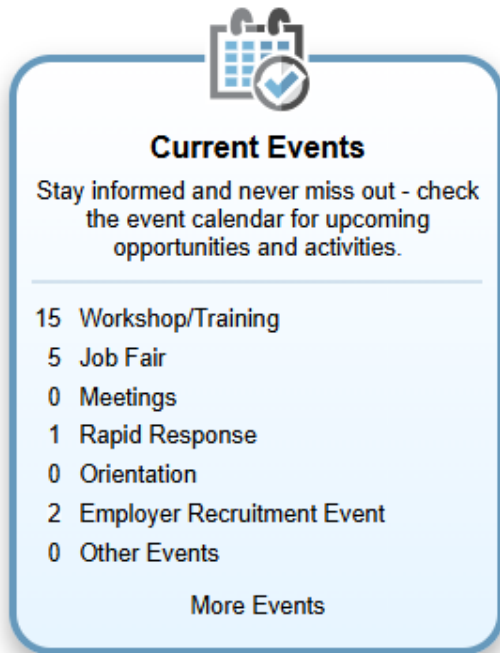 Current Events
Stay informed and never miss out - check
the event calendar for upcoming
opportunities and activities.
15 Workshop/Training
5 Job Fair
0 Meetings
1 Rapid Response
0 Orientation
2 Employer Recruitment Event
0 Other Events
More Events